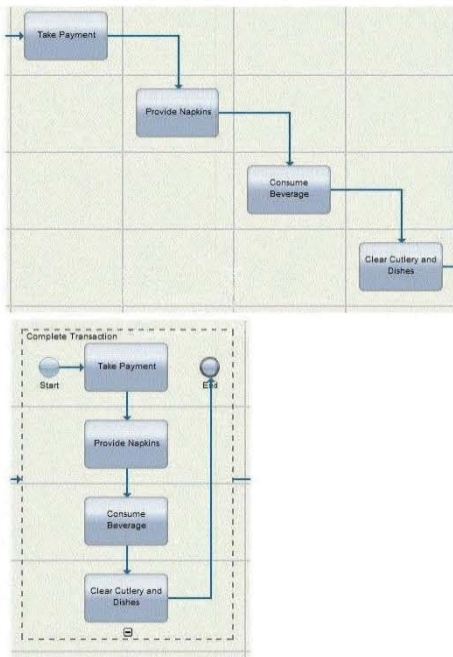 Take Payment
Provide Napkins
Consume
Beverage
Clear Cutlery and
Dishes
Complete Transaction
Start
Take Payment
End
Provide Napkins
Consume
Beverage
Clear Cutlery and
Dishes